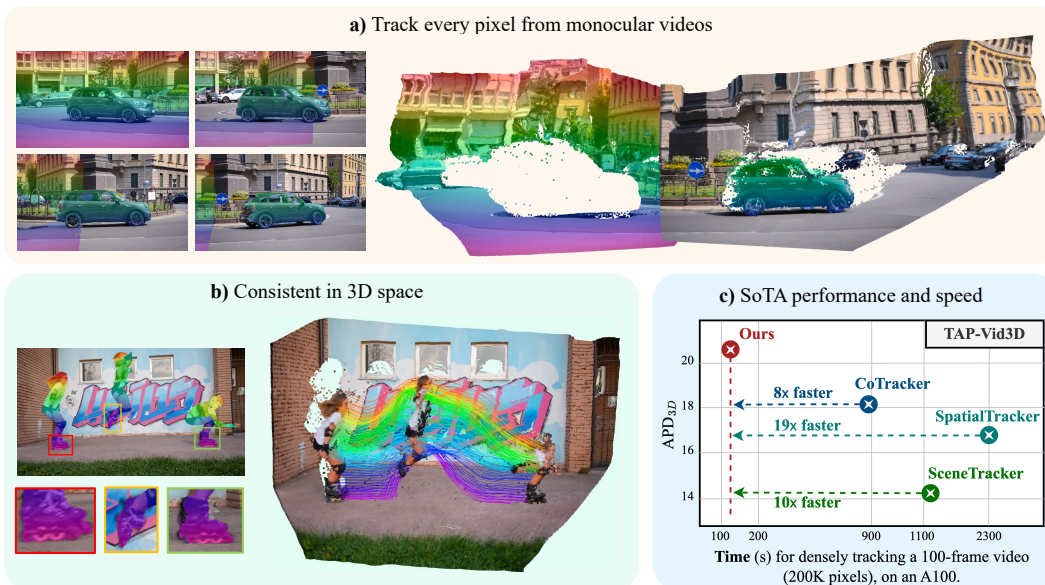 a) Track every pixel from monocular videos
b) Consistent in 3D space
c) SoTA performance and speed
TAP-Vid3D
Ours
CoTracker
8x faster
SpatialTracker
19x faster
SceneTracker
10x faster
APD3D
20
18
16
14
100 200 900 1100 2300
Time (s) for densely tracking a 100-frame video
(200K pixels), on an A100.